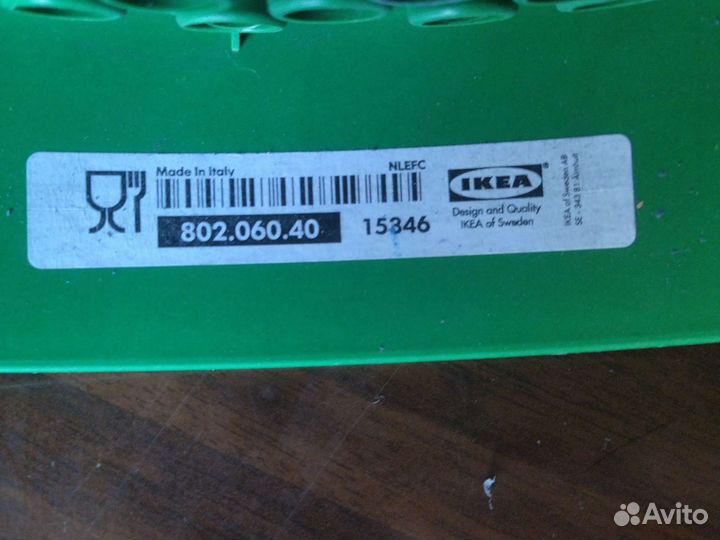 Made in Italy
NLEFC
802.060.40
15346
IKEA
®
Design and Quality
IKEA of Sweden
IKEA of Sweden AB
SE - 343 81 Älmhult
Avito